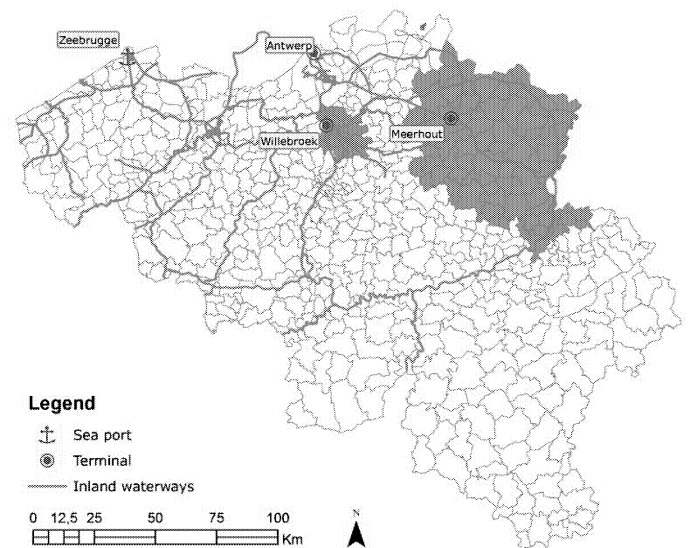 Zeebrugge
Antwerp
Willebroek
Meerhout
Legend
Sea port
Terminal
Inland waterways
0 12,5 25 50 75 100
Km
N